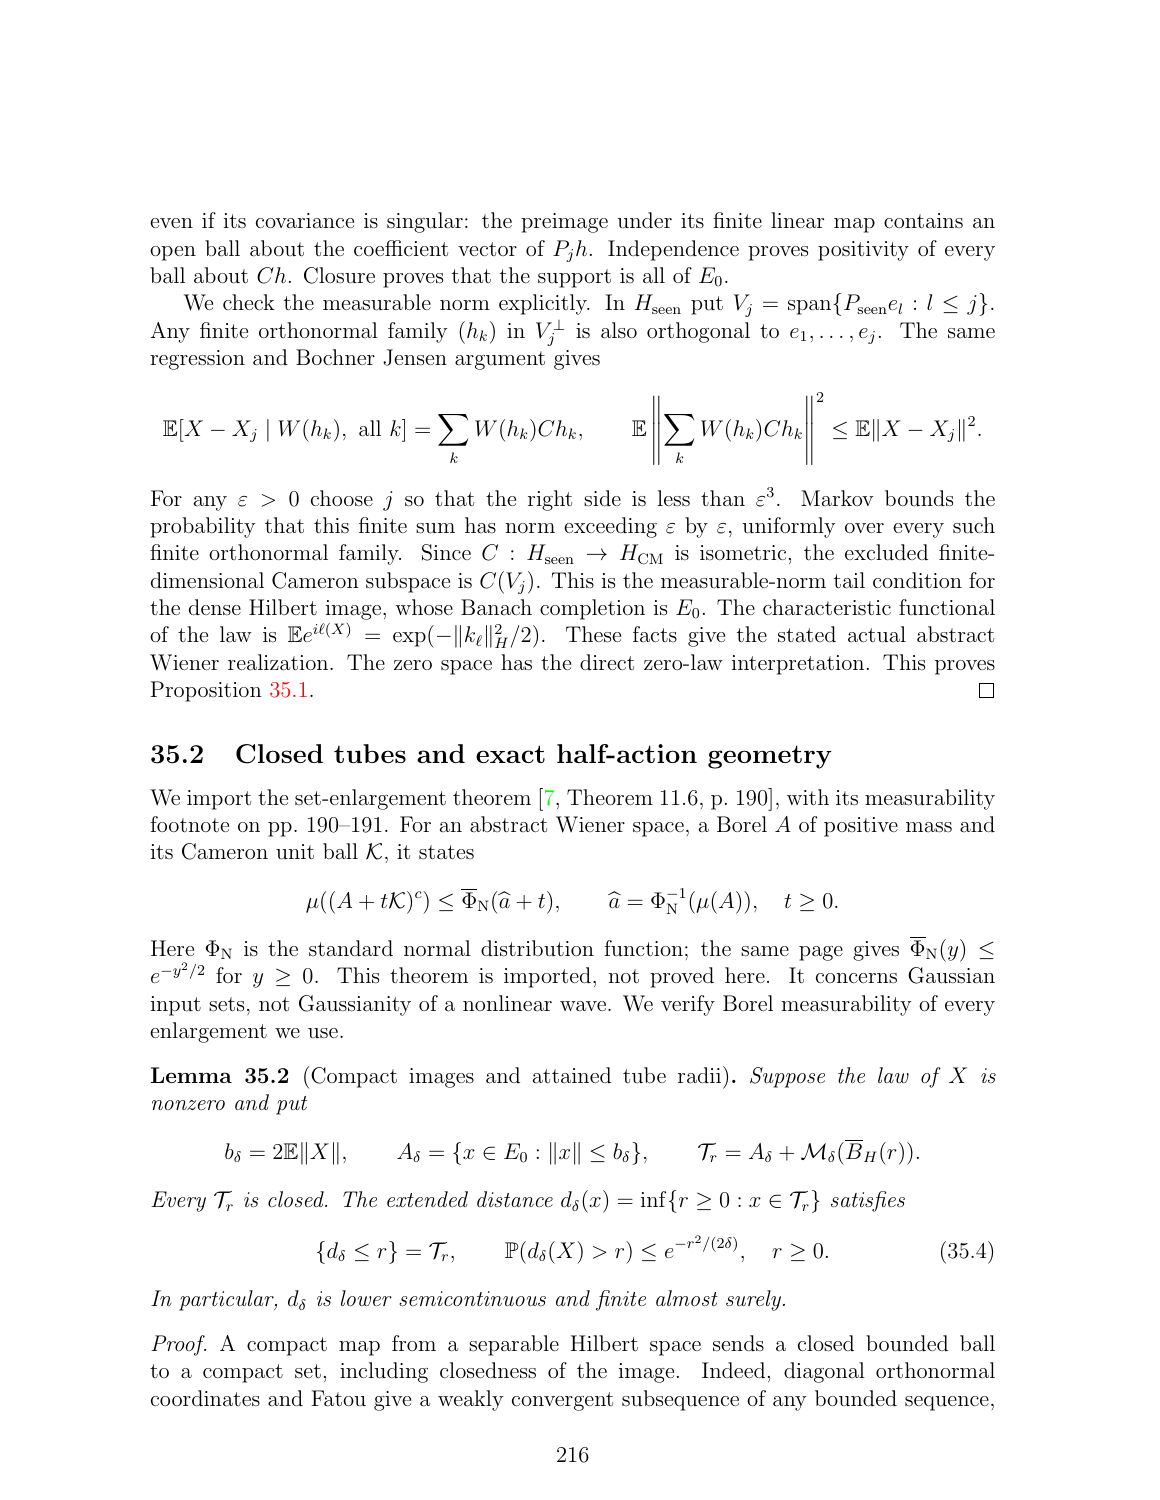 even if its covariance is singular: the preimage under its finite linear map contains an
open ball about the coefficient vector of $P_j h$. Independence proves positivity of every
ball about $Ch$. Closure proves that the support is all of $E_0$.
We check the measurable norm explicitly. In $H_{\text{seen}}$ put $V_j = \text{span}\{P_{\text{seen}} e_l : l \leq j\}$.
Any finite orthonormal family $(h_k)$ in $V_j^\perp$ is also orthogonal to $e_1, \ldots, e_j$. The same
regression and Bochner Jensen argument gives
$\mathbb{E}[X - X_j \mid W(h_k), \text{ all } k] = \sum_k W(h_k) C h_k, \quad \mathbb{E} \left\| \sum_k W(h_k) C h_k \right\|^2 \leq \mathbb{E}\|X - X_j\|^2.$
For any $\varepsilon > 0$ choose $j$ so that the right side is less than $\varepsilon^3$. Markov bounds the
probability that this finite sum has norm exceeding $\varepsilon$ by $\varepsilon$, uniformly over every such
finite orthonormal family. Since $C : H_{\text{seen}} \to H_{\text{CM}}$ is isometric, the excluded finite-
dimensional Cameron subspace is $C(V_j)$. This is the measurable-norm tail condition for
the dense Hilbert image, whose Banach completion is $E_0$. The characteristic functional
of the law is $\mathbb{E}e^{i\ell(X)} = \exp(-\|k_\ell\|_H^2/2)$. These facts give the stated actual abstract
Wiener realization. The zero space has the direct zero-law interpretation. This proves
Proposition 35.1. □
35.2 Closed tubes and exact half-action geometry
We import the set-enlargement theorem [7, Theorem 11.6, p. 190], with its measurability
footnote on pp. 190–191. For an abstract Wiener space, a Borel $A$ of positive mass and
its Cameron unit ball $\mathcal{K}$, it states
$\mu((A + t\mathcal{K})^c) \leq \overline{\Phi}_{\text{N}}(\widehat{a} + t), \quad \widehat{a} = \Phi_{\text{N}}^{-1}(\mu(A)), \quad t \geq 0.$
Here $\Phi_{\text{N}}$ is the standard normal distribution function; the same page gives $\overline{\Phi}_{\text{N}}(y) \leq$
$e^{-y^2/2}$ for $y \geq 0$. This theorem is imported, not proved here. It concerns Gaussian
input sets, not Gaussianity of a nonlinear wave. We verify Borel measurability of every
enlargement we use.
Lemma 35.2 (Compact images and attained tube radii). Suppose the law of $X$ is
nonzero and put
$b_\delta = 2\mathbb{E}\|X\|, \quad A_\delta = \{x \in E_0 : \|x\| \leq b_\delta\}, \quad \mathcal{T}_r = A_\delta + \mathcal{M}_\delta(\overline{B}_H(r)).$
Every $\mathcal{T}_r$ is closed. The extended distance $d_\delta(x) = \inf\{r \geq 0 : x \in \mathcal{T}_r\}$ satisfies
$\{d_\delta \leq r\} = \mathcal{T}_r, \quad \mathbb{P}(d_\delta(X) > r) \leq e^{-r^2/(2\delta)}, \quad r \geq 0.$ (35.4)
In particular, $d_\delta$ is lower semicontinuous and finite almost surely.
Proof. A compact map from a separable Hilbert space sends a closed bounded ball
to a compact set, including closedness of the image. Indeed, diagonal orthonormal
coordinates and Fatou give a weakly convergent subsequence of any bounded sequence,
216